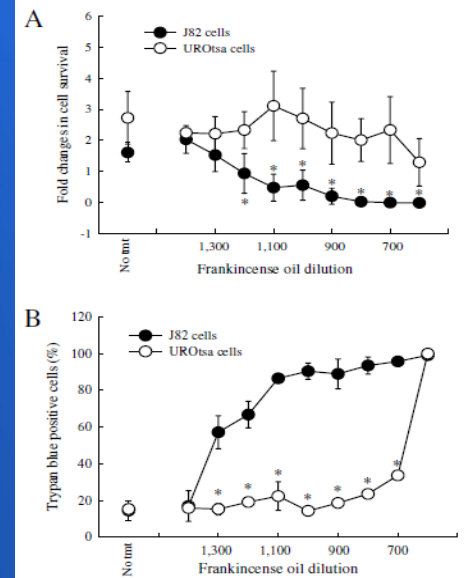 A
6
5
4
3
2
1
0
-1
Fold changes in cell survival
J82 cells
UROtsa cells
* * * * * * *
No tmt
1,300
1,100
900
700
Frankincense oil dilution
B
120
100
80
60
40
20
0
Trypan blue positive cells (%)
J82 cells
UROtsa cells
* * * * * * *
No tmt
1,300
1,100
900
700
Frankincense oil dilution